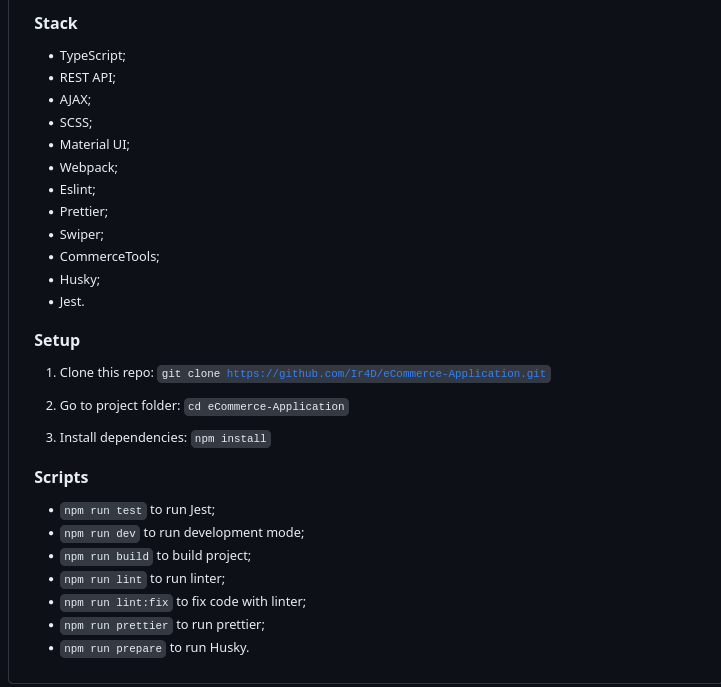 Stack
• TypeScript;
• REST API;
• AJAX;
• SCSS;
• Material UI;
• Webpack;
• Eslint;
• Prettier;
• Swiper;
• CommerceTools;
• Husky;
• Jest.
Setup
1. Clone this repo: git clone https://github.com/Ir4D/eCommerce-Application.git
2. Go to project folder: cd eCommerce-Application
3. Install dependencies: npm install
Scripts
• npm run test to run Jest;
• npm run dev to run development mode;
• npm run build to build project;
• npm run lint to run linter;
• npm run lint:fix to fix code with linter;
• npm run prettier to run prettier;
• npm run prepare to run Husky.